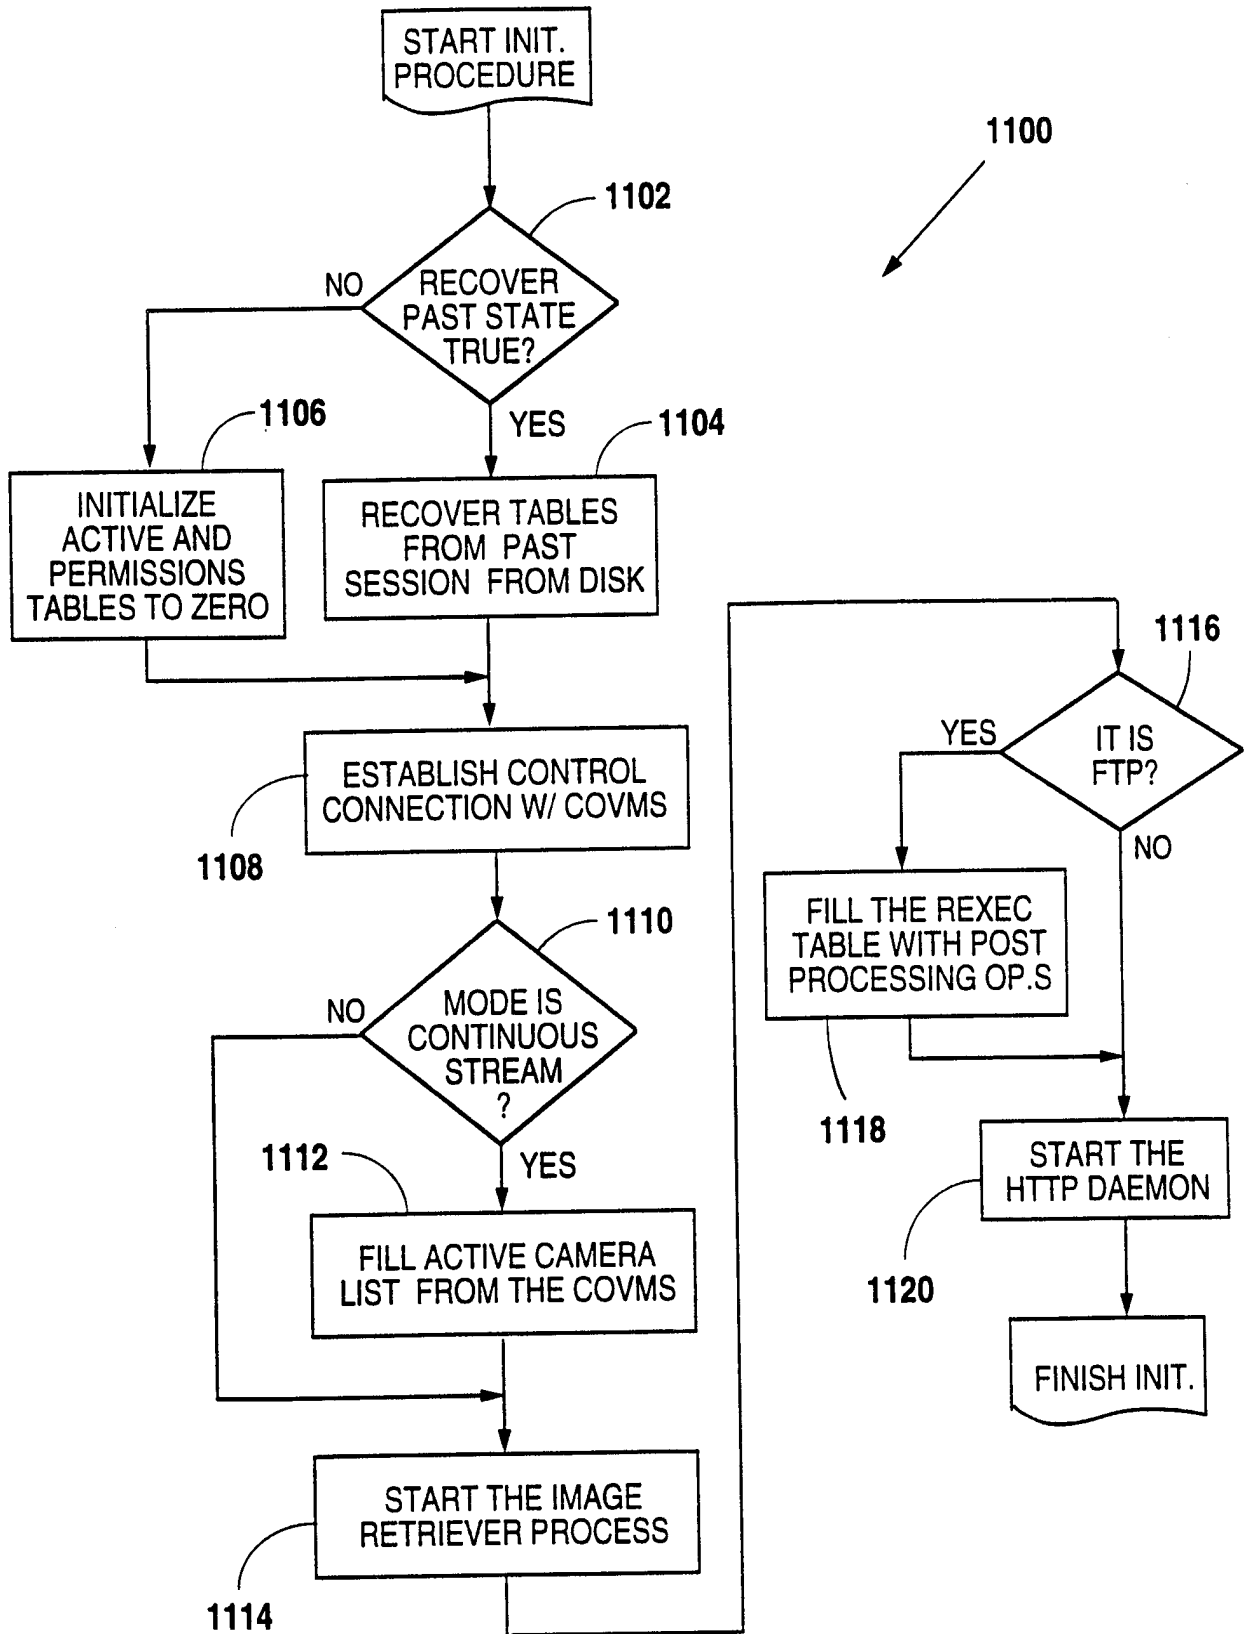 START INIT.
PROCEDURE
1100
1102
NO
RECOVER
PAST STATE
TRUE?
YES
1106
1104
INITIALIZE
ACTIVE AND
PERMISSIONS
TABLES TO ZERO
RECOVER TABLES
FROM PAST
SESSION FROM DISK
ESTABLISH CONTROL
CONNECTION W/ COVMS
1108
1110
NO
MODE IS
CONTINUOUS
STREAM
?
YES
1112
FILL ACTIVE CAMERA
LIST FROM THE COVMS
START THE IMAGE
RETRIEVER PROCESS
1114
1116
YES
IT IS
FTP?
NO
FILL THE REXEC
TABLE WITH POST
PROCESSING OP.S
1118
START THE
HTTP DAEMON
1120
FINISH INIT.